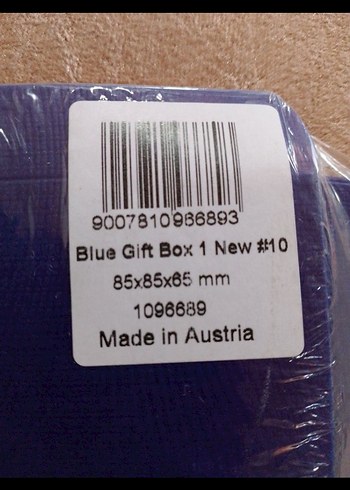 9007810966893
Blue Gift Box 1 New #10
85x85x65 mm
1096689
Made in Austria